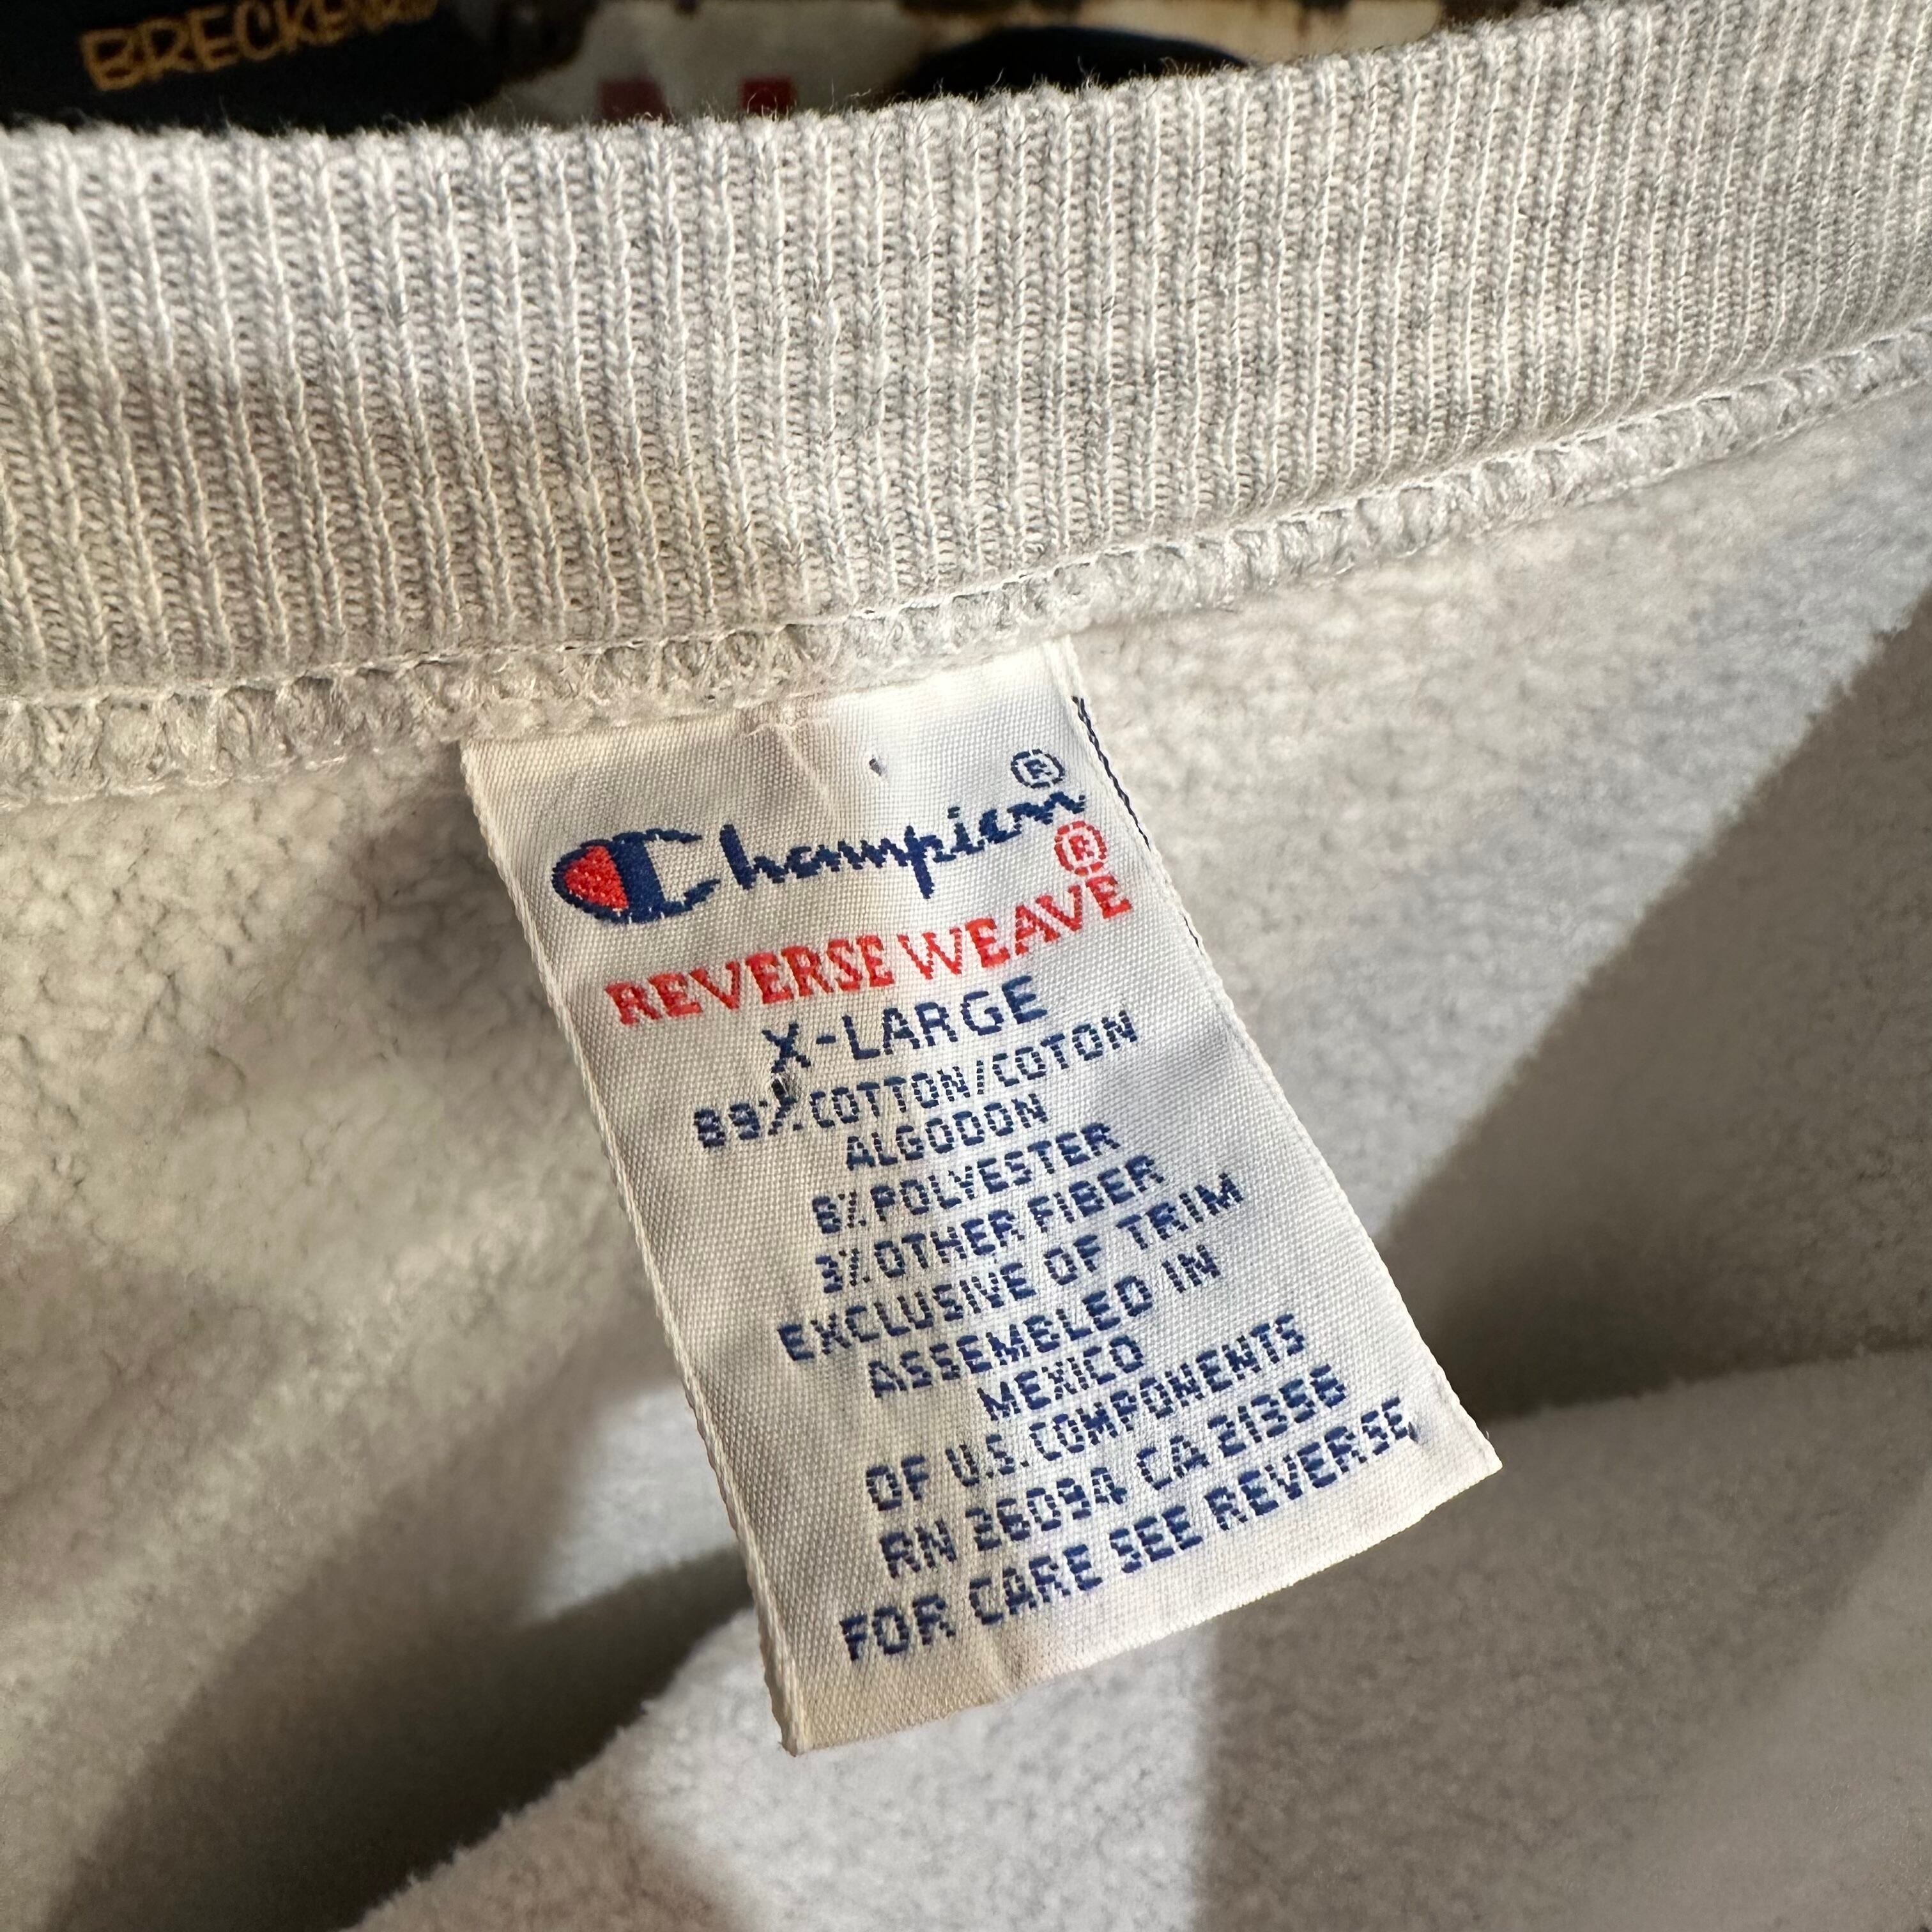 Champion®
REVERSE WEAVE®
X-LARGE
89% COTTON/COTON
ALGODON
8% POLYESTER
3% OTHER FIBER
EXCLUSIVE OF TRIM
ASSEMBLED IN
MEXICO
OF U.S. COMPONENTS
RN 26094 CA 21356
FOR CARE SEE REVERSE